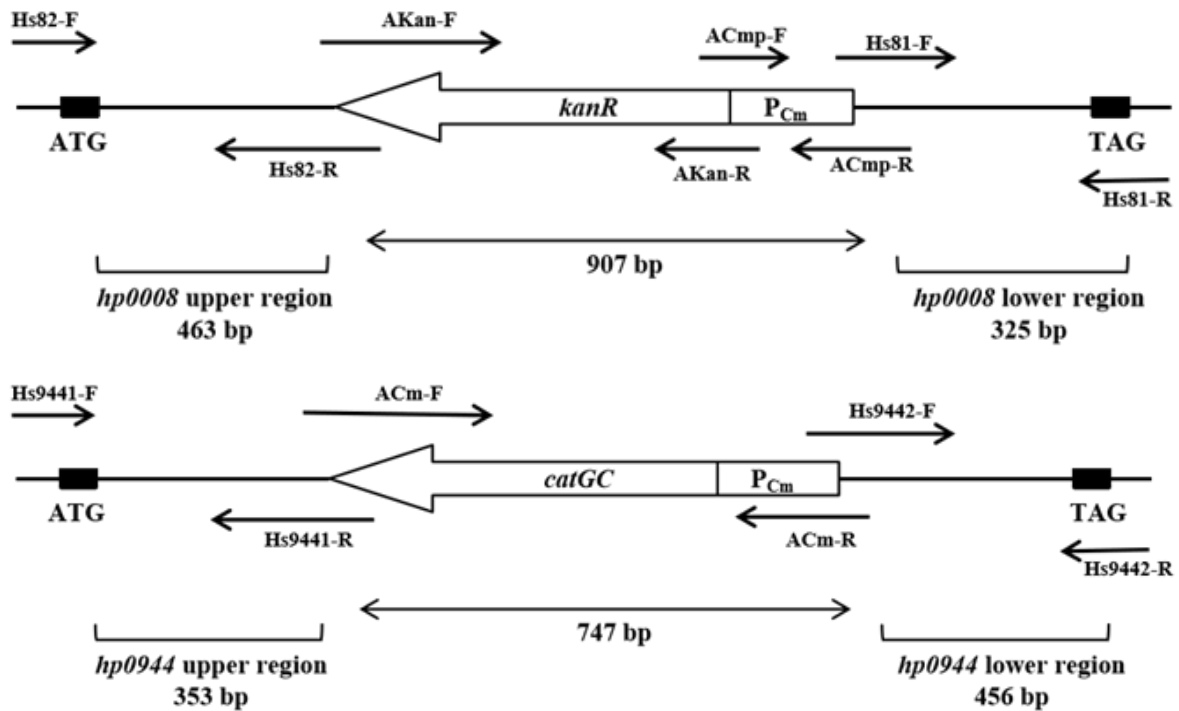 Hs82-F
AKan-F
ACmp-F
Hs81-F
kanR
PCm
ATG
TAG
Hs82-R
AKan-R
ACmp-R
Hs81-R
907 bp
hp0008 upper region
463 bp
hp0008 lower region
325 bp
Hs9441-F
ACm-F
Hs9442-F
catGC
PCm
ATG
TAG
Hs9441-R
ACm-R
Hs9442-R
747 bp
hp0944 upper region
353 bp
hp0944 lower region
456 bp